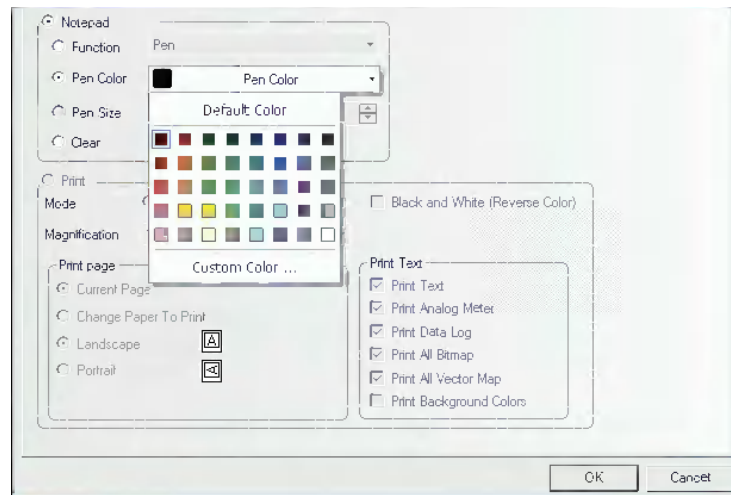 Notepad
Function Pen
Pen Color Pen Color
Pen Size Default Color
Clear
Print
Mode Black and White (Reverse Color)
Magnification
Print page
Current Page
Change Paper To Print
Landscape A
Portrait A
Custom Color ...
Print Text
Print Text
Print Analog Meter
Print Data Log
Print All Bitmap
Print All Vector Map
Print Background Colors
OK Cancel